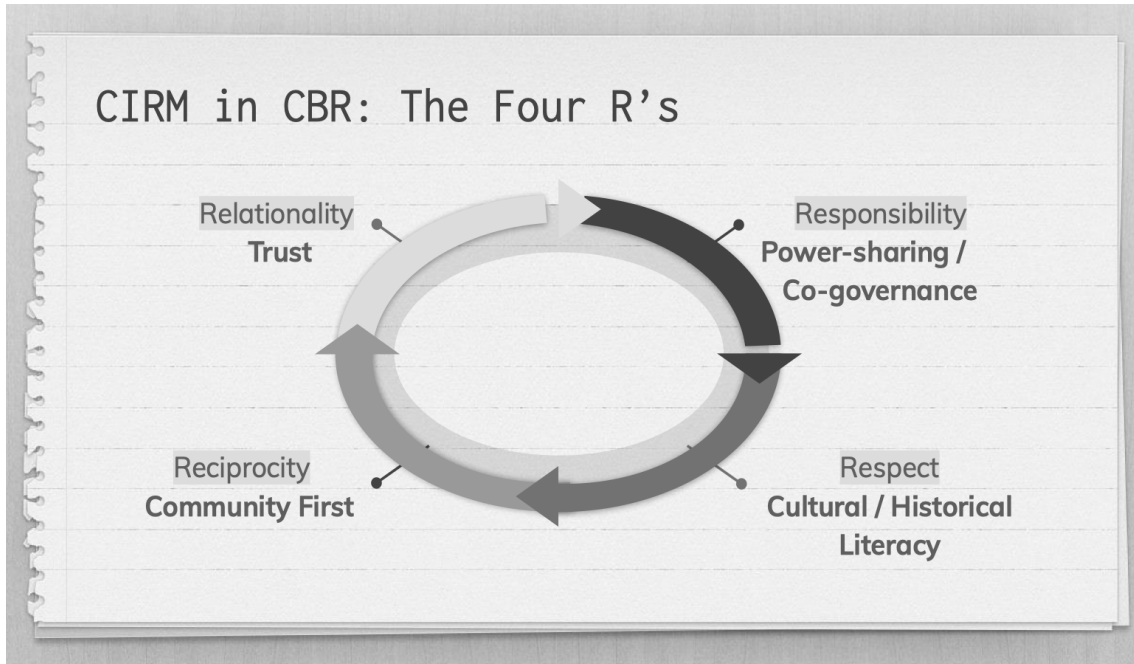 CIRM in CBR: The Four R’s
Relationality
Trust
Responsibility
Power-sharing /
Co-governance
Reciprocity
Community First
Respect
Cultural / Historical
Literacy